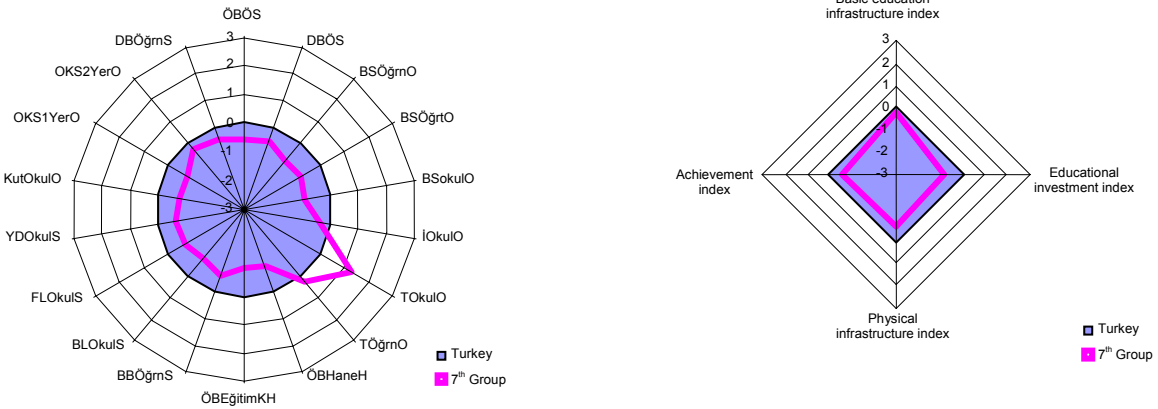 ÖBÖS
DBÖS
BSÖğrnO
BSÖğrtO
BSokulO
İOkulO
TOkulO
TÖğrnO
ÖBHaneH
ÖBEğitimKH
BBÖğrnS
BLOkulS
FLOkulS
YDOkulS
KutOkulO
OKS1YerO
OKS2YerO
DBÖğrnS
3
2
1
0
-1
-2
-3
Turkey
7th Group
Basic education
infrastructure index
Educational
investment index
Physical
infrastructure index
Achievement
index
3
2
1
0
-1
-2
-3
Turkey
7th Group